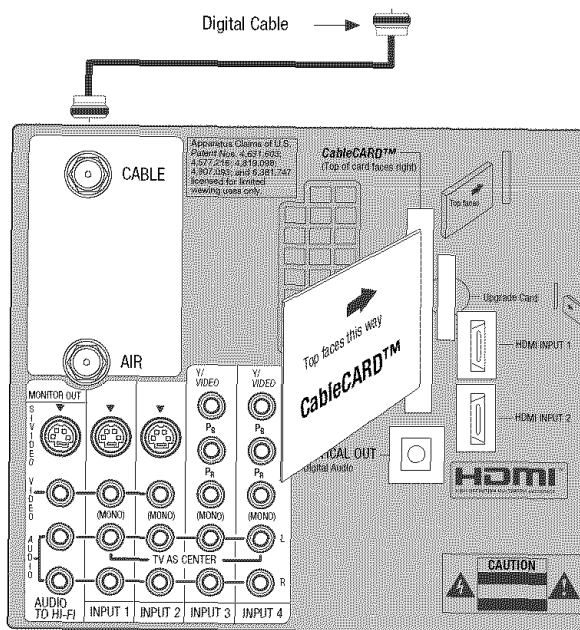 Digital Cable
CABLE
Apparatus Claims of U.S.
Patent Nos. 4,631,603;
4,577,216; 4,819,098;
4,907,093; and 6,381,747
licensed for limited
viewing uses only.
CableCARD™
(Top of card faces right)
Top faces
Upgrade Card
Top faces this way
CableCARD™
HDMI INPUT 1
HDMI INPUT 2
AIR
MONITOR OUT
S-VIDEO
VIDEO
AUDIO
Y/
VIDEO
Y/
VIDEO
PB
PB
PR
PR
(MONO)
(MONO)
(MONO)
(MONO)
TV AS CENTER
L
R
AUDIO
TO HI-FI
INPUT 1
INPUT 2
INPUT 3
INPUT 4
TICAL OUT
Digital Audio
HDMI
CAUTION